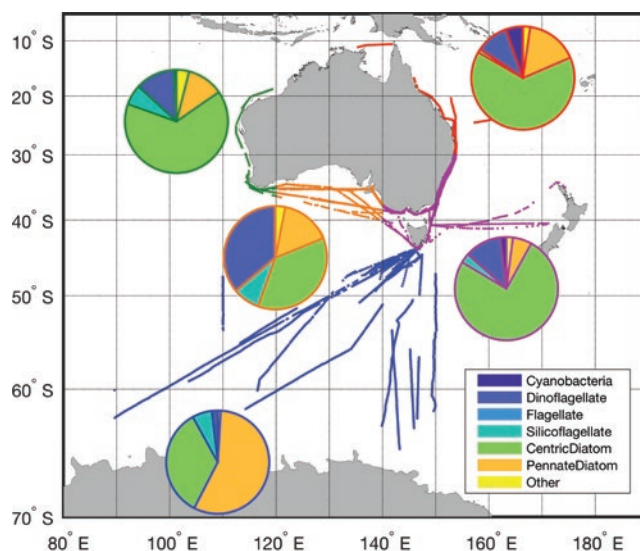 10° S
20° S
30° S
40° S
50° S
60° S
70° S
80° E
100° E
120° E
140° E
160° E
180° E
Cyanobacteria
Dinoflagellate
Flagellate
Silicoflagellate
CentricDiatom
PennateDiatom
Other